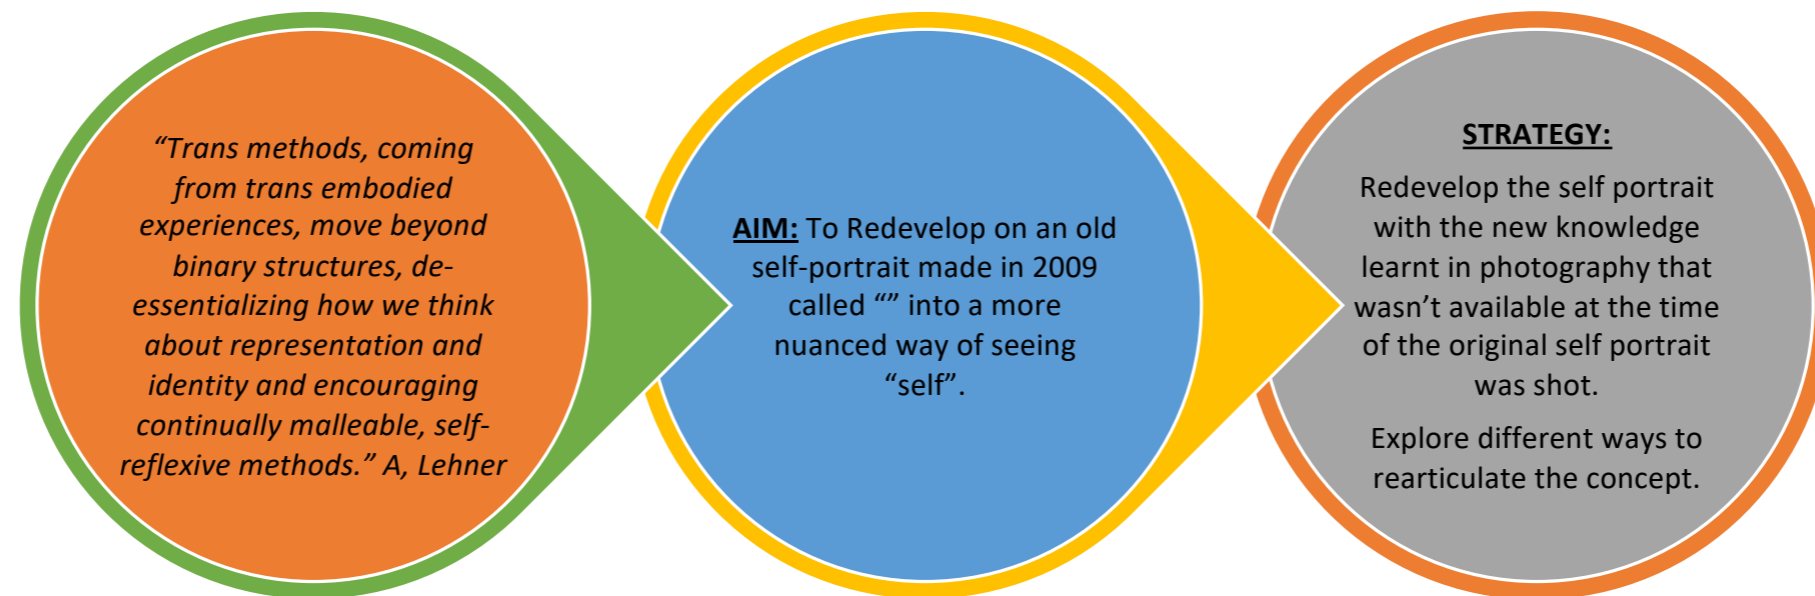 “Trans methods, coming
from trans embodied
experiences, move beyond
binary structures, de-
essentializing how we think
about representation and
identity and encouraging
continually malleable, self-
reflexive methods.” A, Lehner
AIM: To Redevelop on an old
self-portrait made in 2009
called “” into a more
nuanced way of seeing
“self”.
STRATEGY:
Redevelop the self portrait
with the new knowledge
learnt in photography that
wasn’t available at the time
of the original self portrait
was shot.
Explore different ways to
rearticulate the concept.